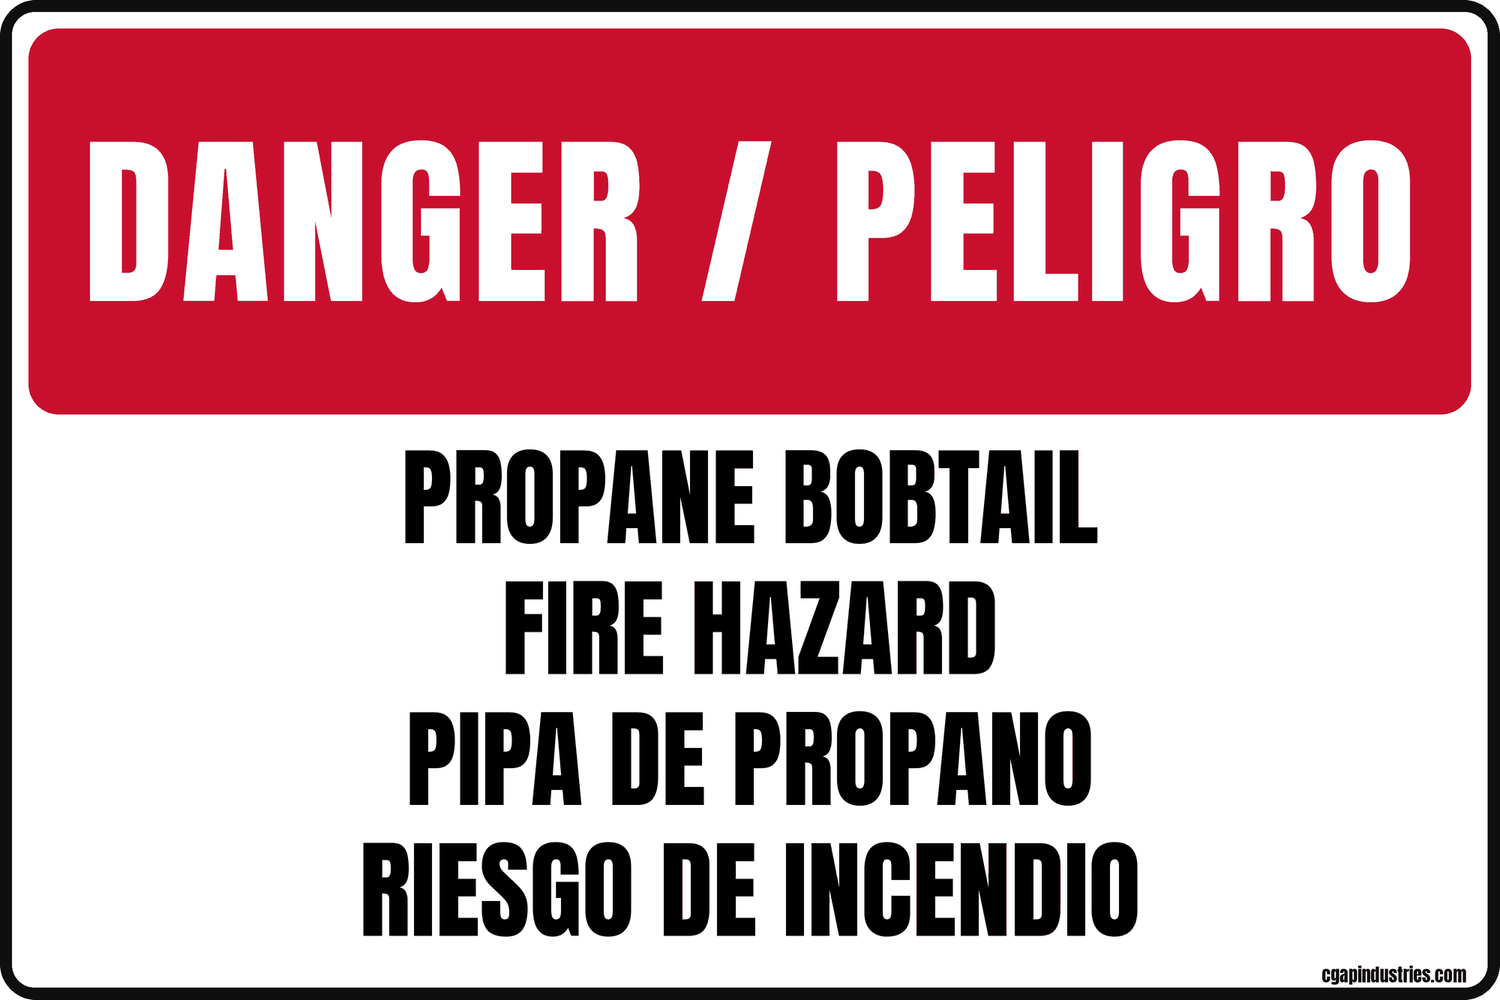 DANGER / PELIGRO
PROPANE BOBTAIL
FIRE HAZARD
PIPA DE PROPANO
RIESGO DE INCENDIO
cgapindustries.com